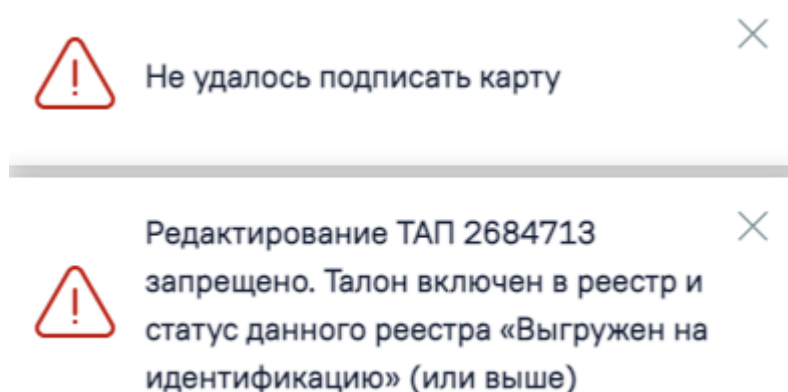 Не удалось подписать карту
Редактирование ТАП 2684713
запрещено. Талон включен в реестр и
статус данного реестра «Выгружен на
идентификацию» (или выше)